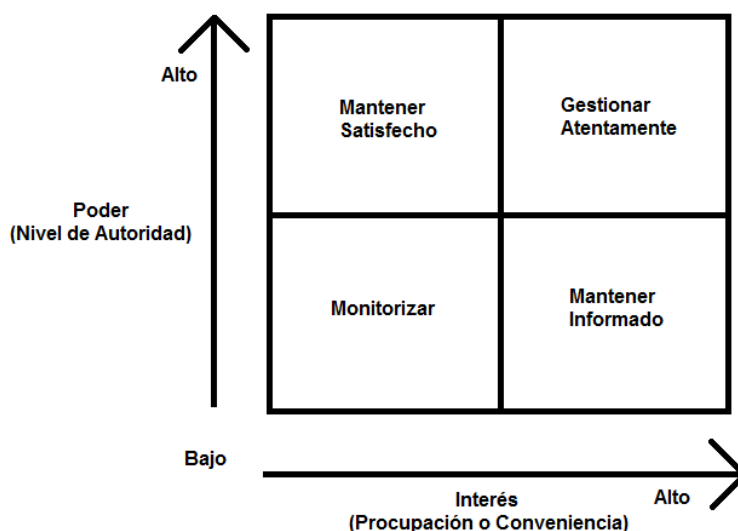 Alto
Mantener
Satisfecho
Gestionar
Atentamente
Poder
(Nivel de Autoridad)
Monitorizar
Mantener
Informado
Bajo
Interés
Alto
(Procupación o Conveniencia)